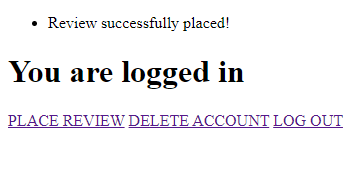 Review successfully placed!
You are logged in
PLACE REVIEW DELETE ACCOUNT LOG OUT